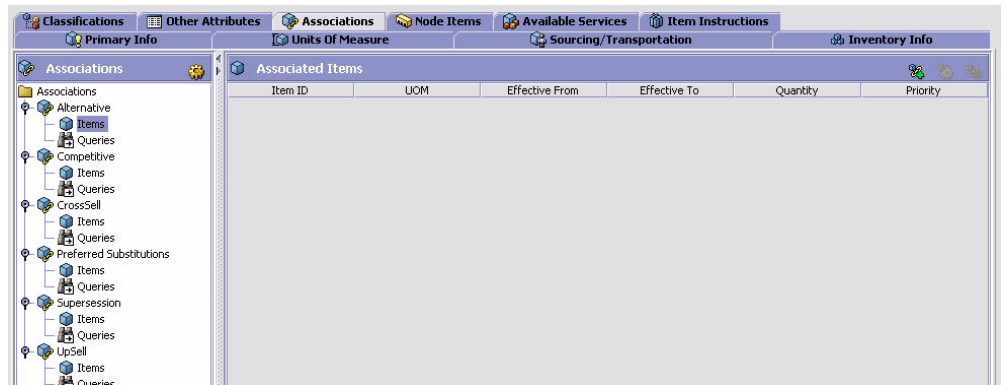 Classifications Other Attributes Associations Node Items Available Services Item Instructions
Primary Info Units Of Measure Sourcing/Transportation Inventory Info
Associations
Associated Items
Item ID UOM Effective From Effective To Quantity Priority
Associations
Alternative
Items
Queries
Competitive
Items
Queries
CrossSell
Items
Queries
Preferred Substitutions
Items
Queries
Supersession
Items
Queries
UpSell
Items
Queries